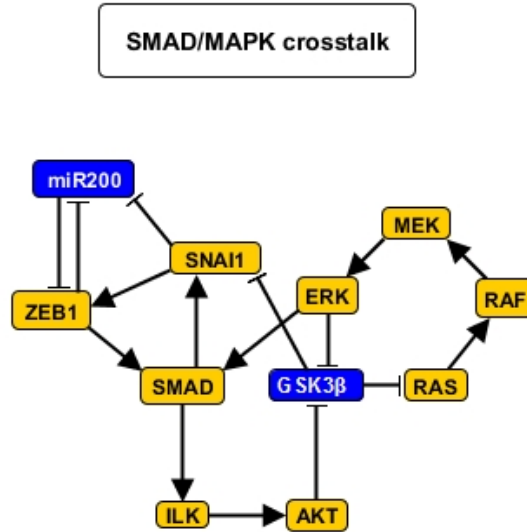 SMAD/MAPK crosstalk
miR200
MEK
SNAI1
ZEB1
ERK
RAF
SMAD
GSK3β
RAS
ILK
AKT